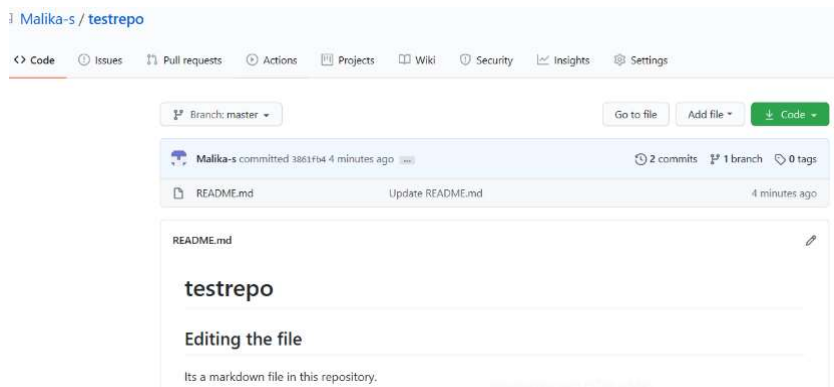 Malika-s / testrepo
Code Issues Pull requests Actions Projects Wiki Security Insights Settings
Branch: master Go to file Add file Code
Malika-s committed 3861fb4 4 minutes ago ... 2 commits 1 branch 0 tags
README.md Update README.md 4 minutes ago
README.md
testrepo
Editing the file
Its a markdown file in this repository.